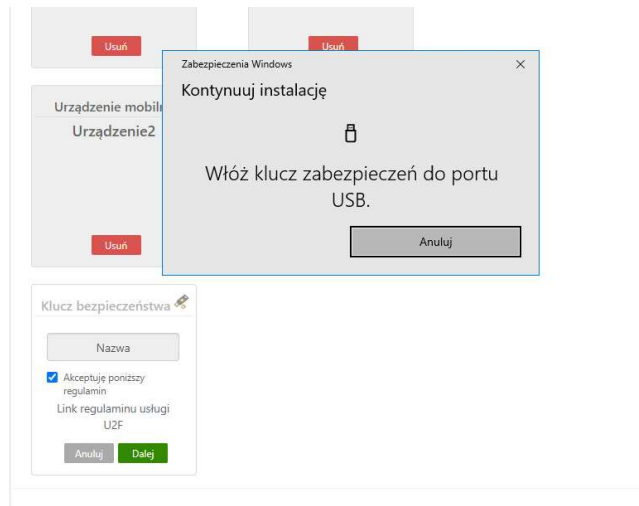 Usuń
Usuń
Zabezpieczenia Windows
Kontynuuj instalację
Włóż klucz zabezpieczeń do portu
USB.
Anuluj
Urządzenie
Urządzenie2
Usuń
Klucz bezpieczeństwa
Nazwa
Akceptuję poniższy
regulamin
Link regulaminu usługi
U2F
Anuluj
Dalej